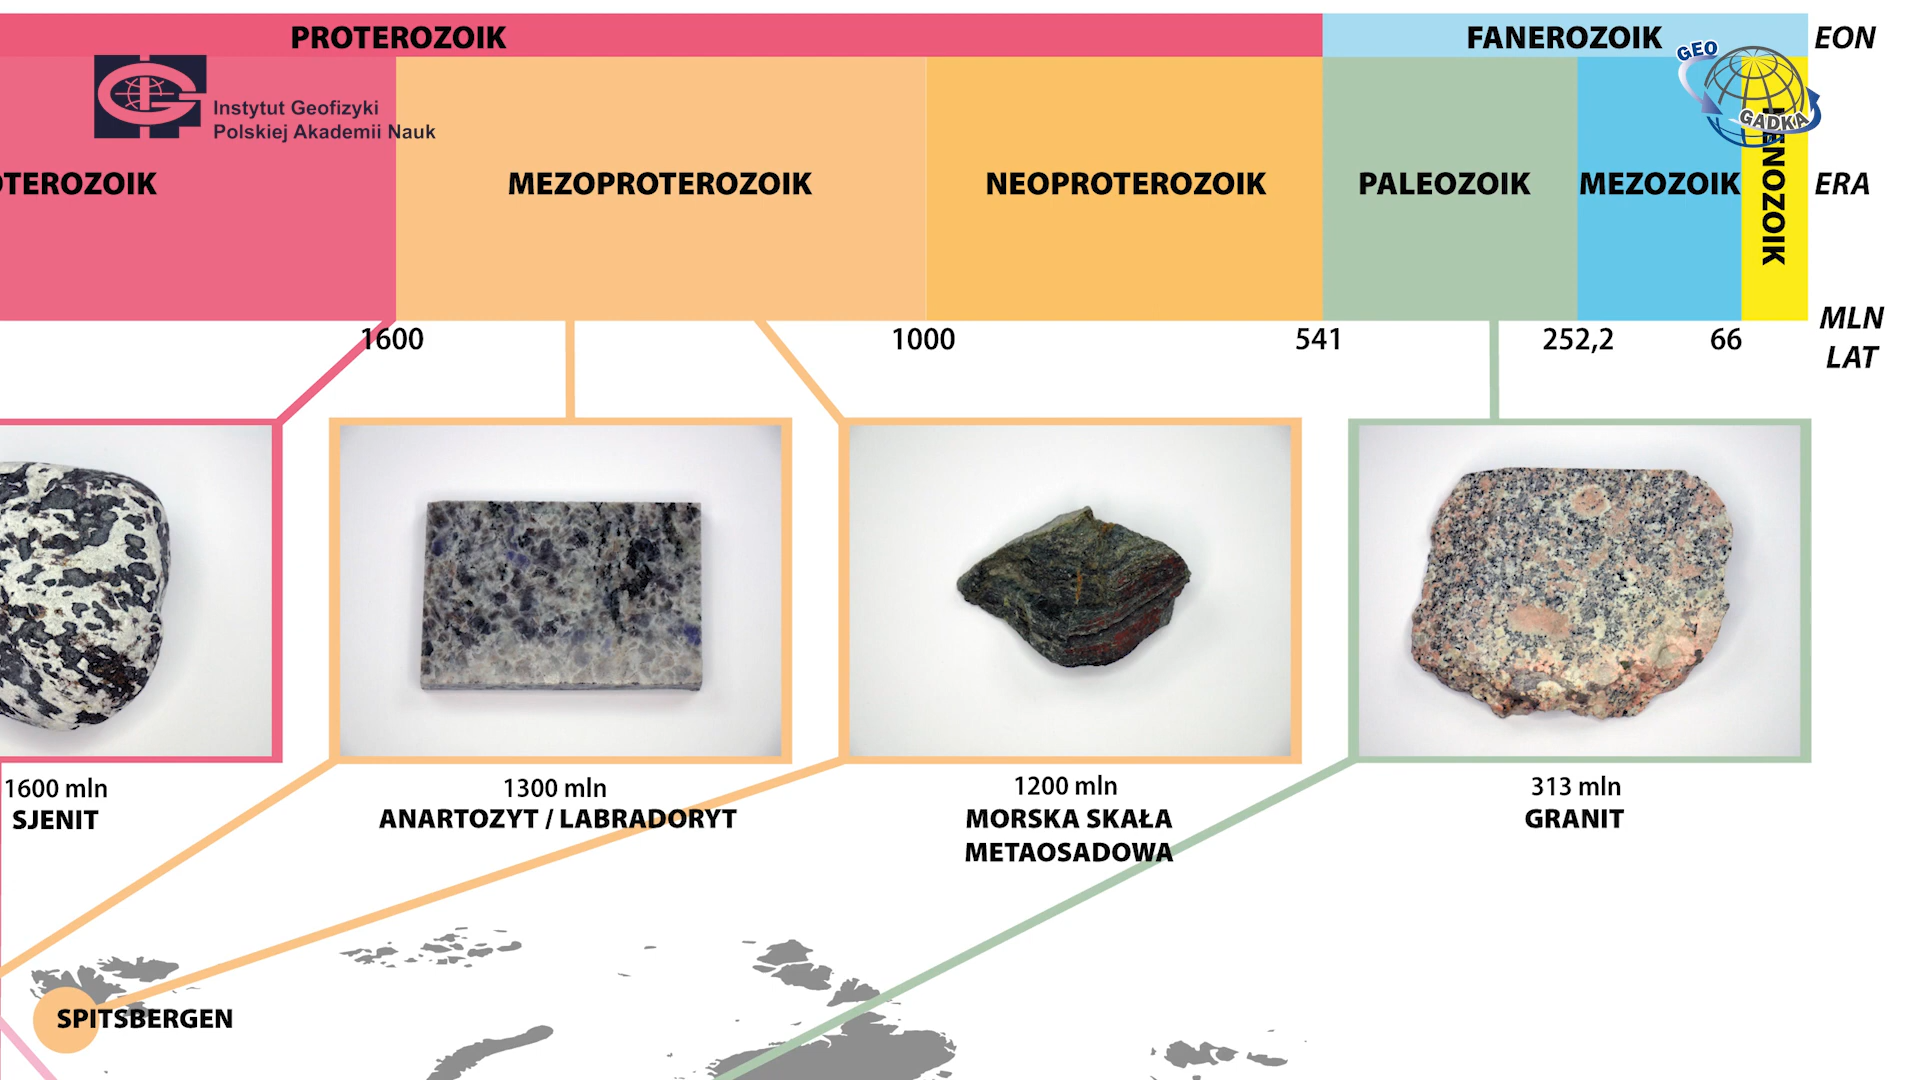 PROTEROZOIK
FANEROZOIK
EON
GEO
GADKA
Instytut Geofizyki
Polskiej Akademii Nauk
OTEROZOIK
MEZOPROTEROZOIK
NEOPROTEROZOIK
PALEOZOIK
MEZOZOIK
ENOZOIK
ERA
1600
1000
541
252,2
66
MLN
LAT
1600 mln
SJENIT
1300 mln
ANARTOZYT / LABRADORYT
1200 mln
MORSKA SKAŁA
METAOSADOWA
313 mln
GRANIT
SPITSBERGEN